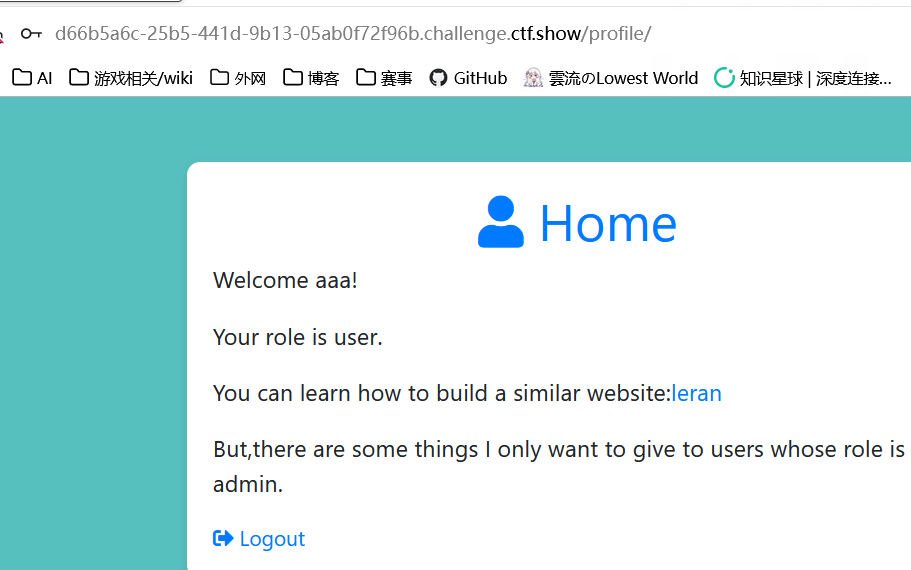 d66b5a6c-25b5-441d-9b13-05ab0f72f96b.challenge.ctf.show/profile/
AI 游戏相关/wiki 外网 博客 赛事 GitHub 雲流のLowest World 知识星球 | 深度连接...
Home
Welcome aaa!
Your role is user.
You can learn how to build a similar website:leran
But,there are some things I only want to give to users whose role is
admin.
Logout